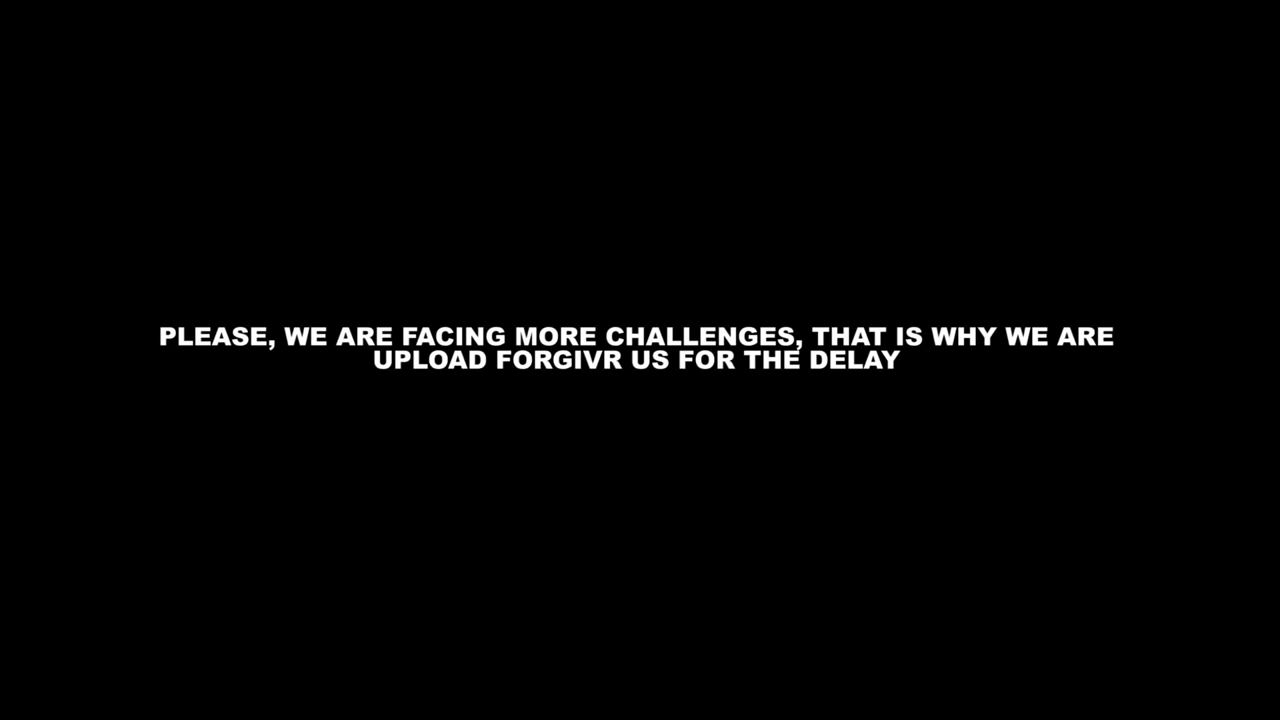 PLEASE, WE ARE FACING MORE CHALLENGES, THAT IS WHY WE ARE
UPLOAD FORGIVR US FOR THE DELAY